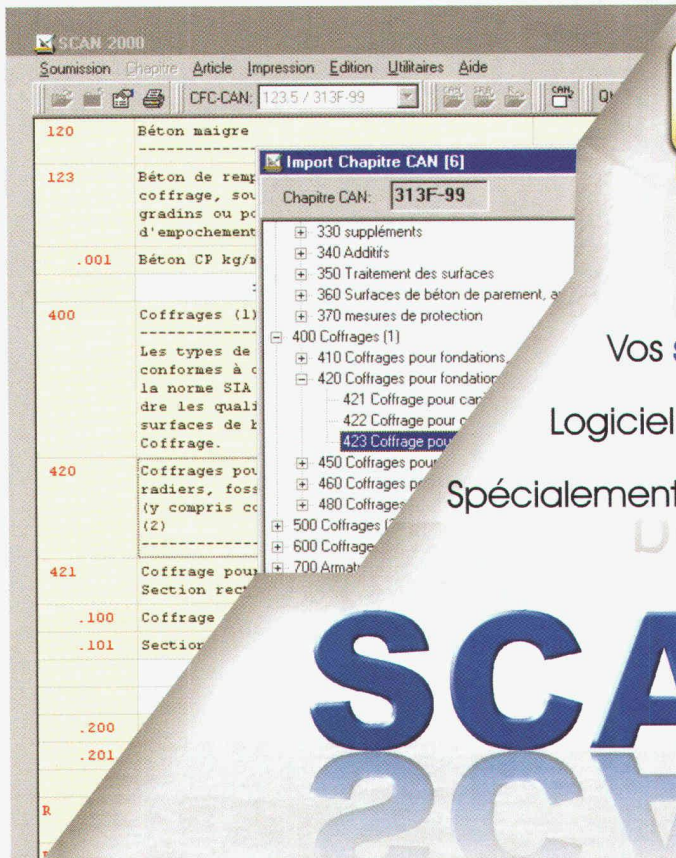 SCAN 2000
Soumission Chapitre Article Impression Edition Utilitaires Aide
CFC-CAN: 123.5 / 313F-99
CAN
120 Béton maigre
123 Béton de remp
coffrage, sou
gradins ou po
d'empochement
.001 Béton CP kg/m
400 Coffrages (1)
Les types de
conformes à c
la norme SIA
dre les quali
surfaces de b
Coffrage.
420 Coffrages pou
radiers, foss
(y compris co
(2)
421 Coffrage pour
Section rect
.100 Coffrage
.101 Section
.200
.201
R
Import Chapitre CAN [6]
Chapitre CAN: 313F-99
330 suppléments
340 Additifs
350 Traitement des surfaces
360 Surfaces de béton de parement, a
370 mesures de protection
400 Coffrages (1)
410 Coffrages pour fondations,
420 Coffrages pour fondation
421 Coffrage pour can
422 Coffrage pour c
423 Coffrage pou
450 Coffrages pour
460 Coffrages p
480 Coffrages
500 Coffrages
600 Coffrage
700 Armat
Vos s
Logiciel
Spécialement
SCA